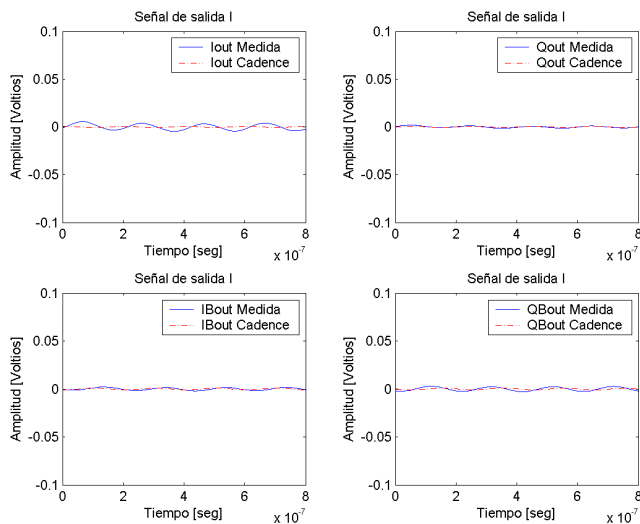 Señal de salida I
Iout Medida
Iout Cadence
Amplitud [Voltios]
0.1
0.05
0
-0.05
-0.1
0 2 4 6 8
Tiempo [seg]
x 10-7
Señal de salida I
Qout Medida
Qout Cadence
Amplitud [Voltios]
0.1
0.05
0
-0.05
-0.1
0 2 4 6 8
Tiempo [seg]
x 10-7
Señal de salida I
IBout Medida
IBout Cadence
Amplitud [Voltios]
0.1
0.05
0
-0.05
-0.1
0 2 4 6 8
Tiempo [seg]
x 10-7
Señal de salida I
QBout Medida
QBout Cadence
Amplitud [Voltios]
0.1
0.05
0
-0.05
-0.1
0 2 4 6 8
Tiempo [seg]
x 10-7